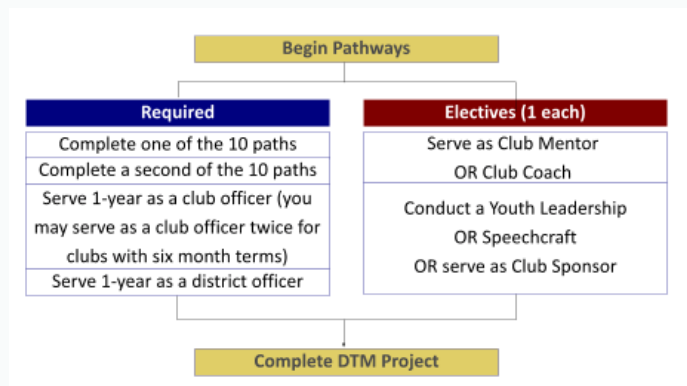 Begin Pathways
Required
Complete one of the 10 paths
Complete a second of the 10 paths
Serve 1-year as a club officer (you
may serve as a club officer twice for
clubs with six month terms)
Serve 1-year as a district officer
Electives (1 each)
Serve as Club Mentor
OR Club Coach
Conduct a Youth Leadership
OR Speechcraft
OR serve as Club Sponsor
Complete DTM Project